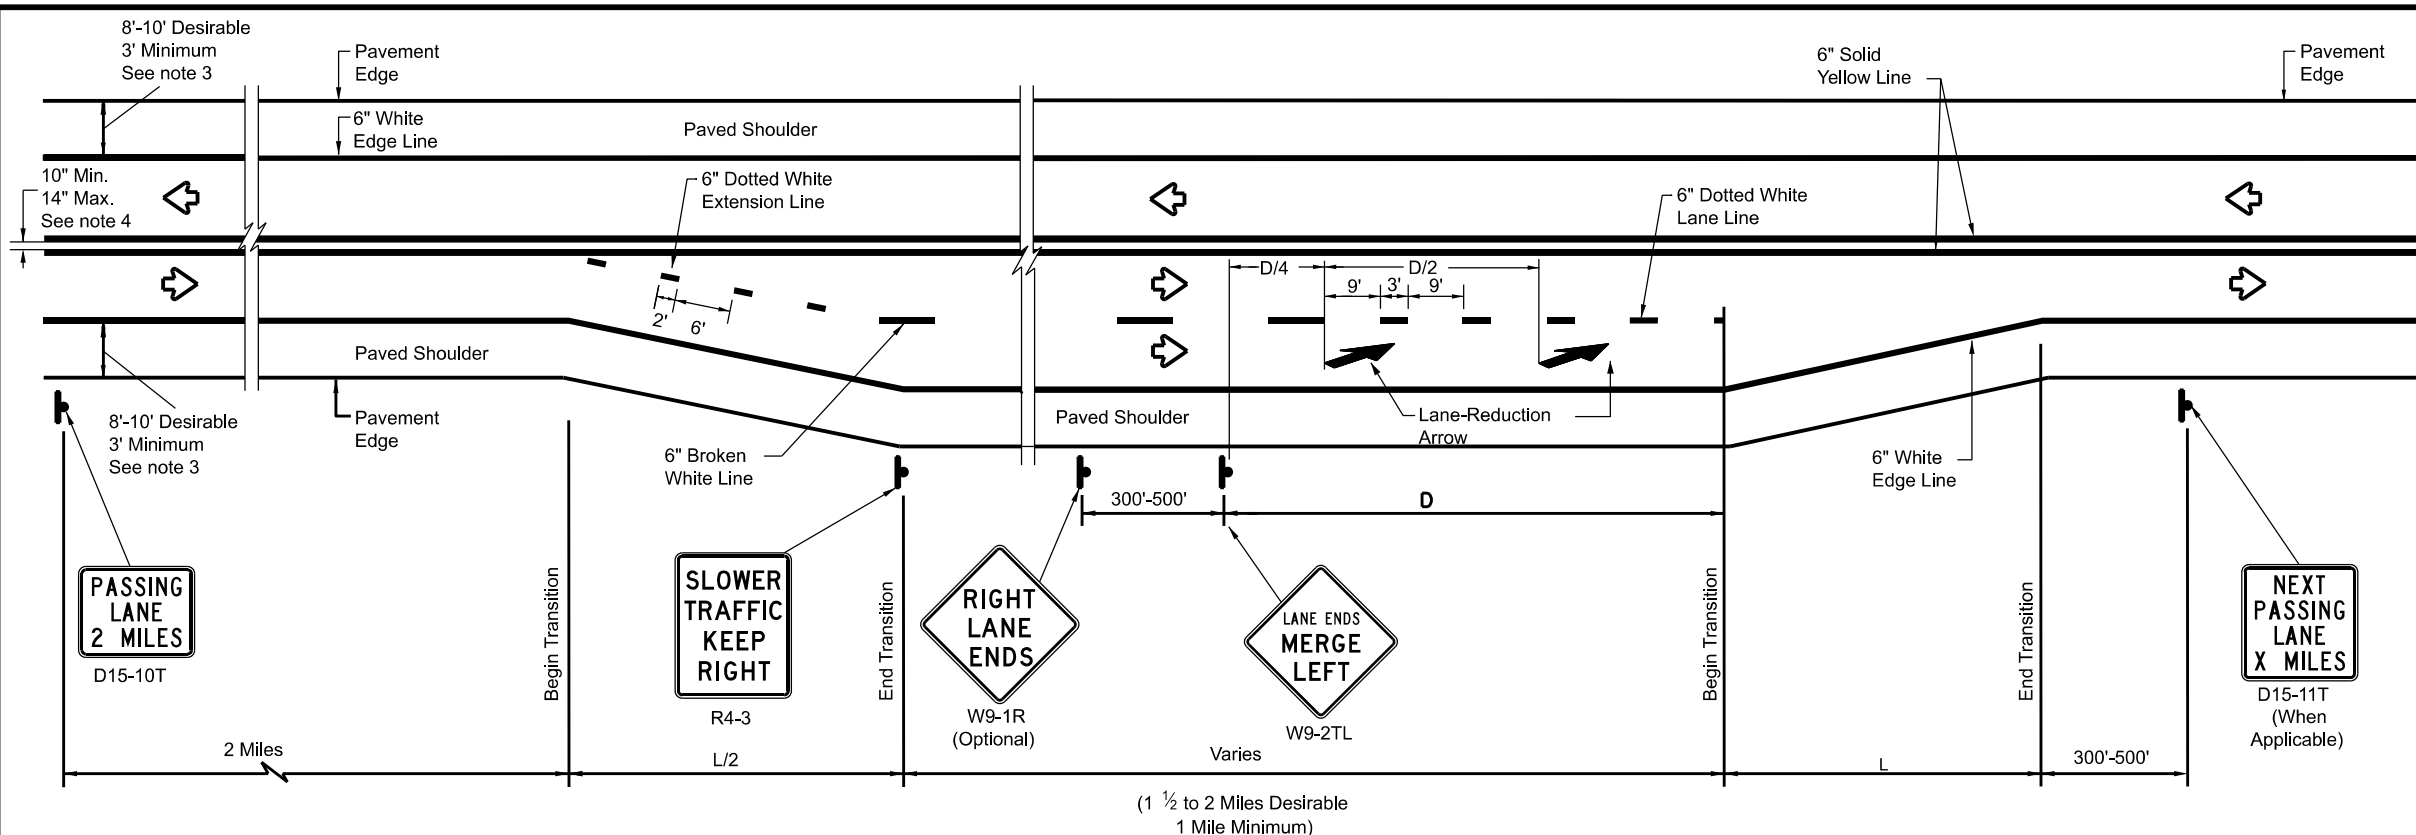 8'-10' Desirable
3' Minimum
See note 3
Pavement
Edge
6" Solid
Yellow Line
Pavement
Edge
6" White
Edge Line
Paved Shoulder
10" Min.
14" Max.
See note 4
6" Dotted White
Extension Line
6" Dotted White
Lane Line
D/4
D/2
9'
3'
9'
2'
6'
Paved Shoulder
8'-10' Desirable
3' Minimum
See note 3
Pavement
Edge
6" Broken
White Line
Paved Shoulder
Lane-Reduction
Arrow
6" White
Edge Line
300'-500'
D
PASSING
LANE
2 MILES
D15-10T
Begin Transition
SLOWER
TRAFFIC
KEEP
RIGHT
R4-3
End Transition
RIGHT
LANE
ENDS
W9-1R
(Optional)
LANE ENDS
MERGE
LEFT
W9-2TL
Begin Transition
End Transition
NEXT
PASSING
LANE
X MILES
D15-11T
(When
Applicable)
2 Miles
L/2
Varies
L
300'-500'
(1 ½ to 2 Miles Desirable
1 Mile Minimum)